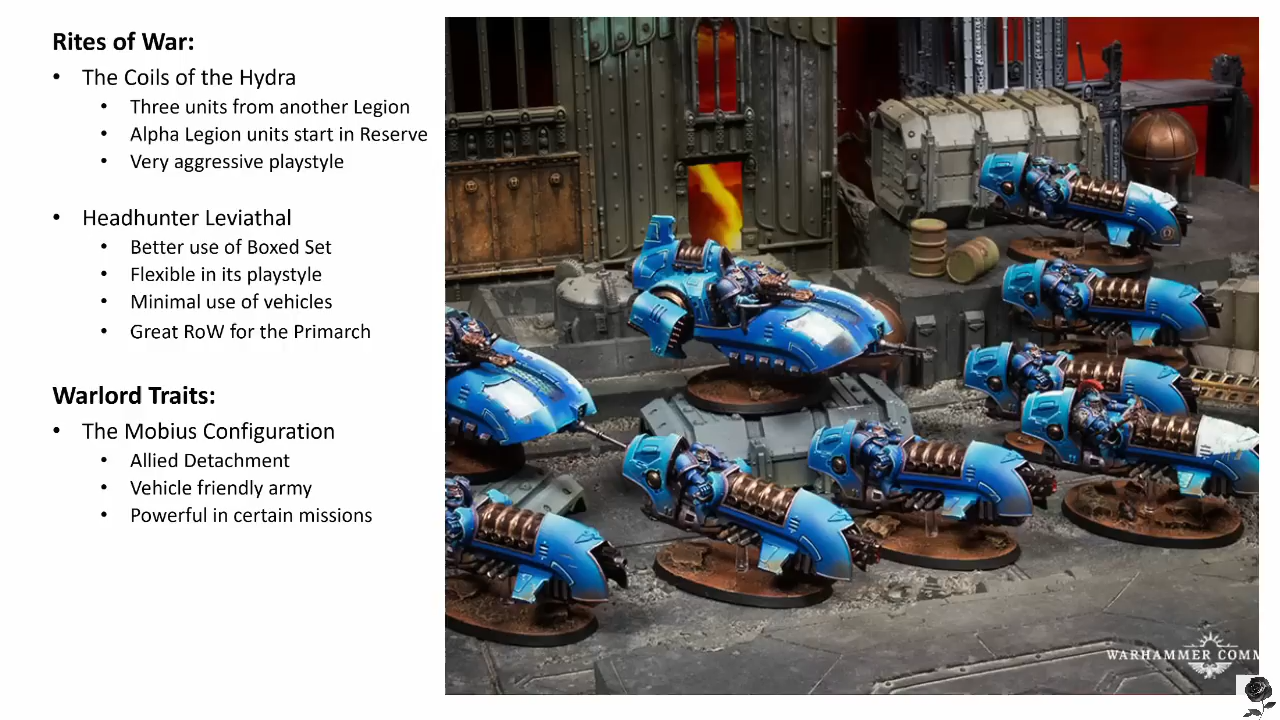 Rites of War:
• The Coils of the Hydra
• Three units from another Legion
• Alpha Legion units start in Reserve
• Very aggressive playstyle
• Headhunter Leviathal
• Better use of Boxed Set
• Flexible in its playstyle
• Minimal use of vehicles
• Great RoW for the Primarch
Warlord Traits:
• The Mobius Configuration
• Allied Detachment
• Vehicle friendly army
• Powerful in certain missions
WARHAMMER COMM